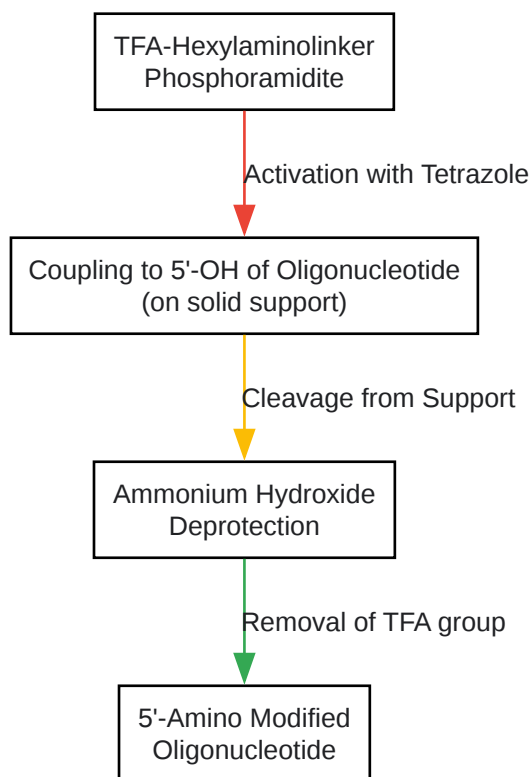 TFA-Hexylaminolinker
Phosphoramidite
Activation with Tetrazole
Coupling to 5'-OH of Oligonucleotide
(on solid support)
Cleavage from Support
Ammonium Hydroxide
Deprotection
Removal of TFA group
5'-Amino Modified
Oligonucleotide